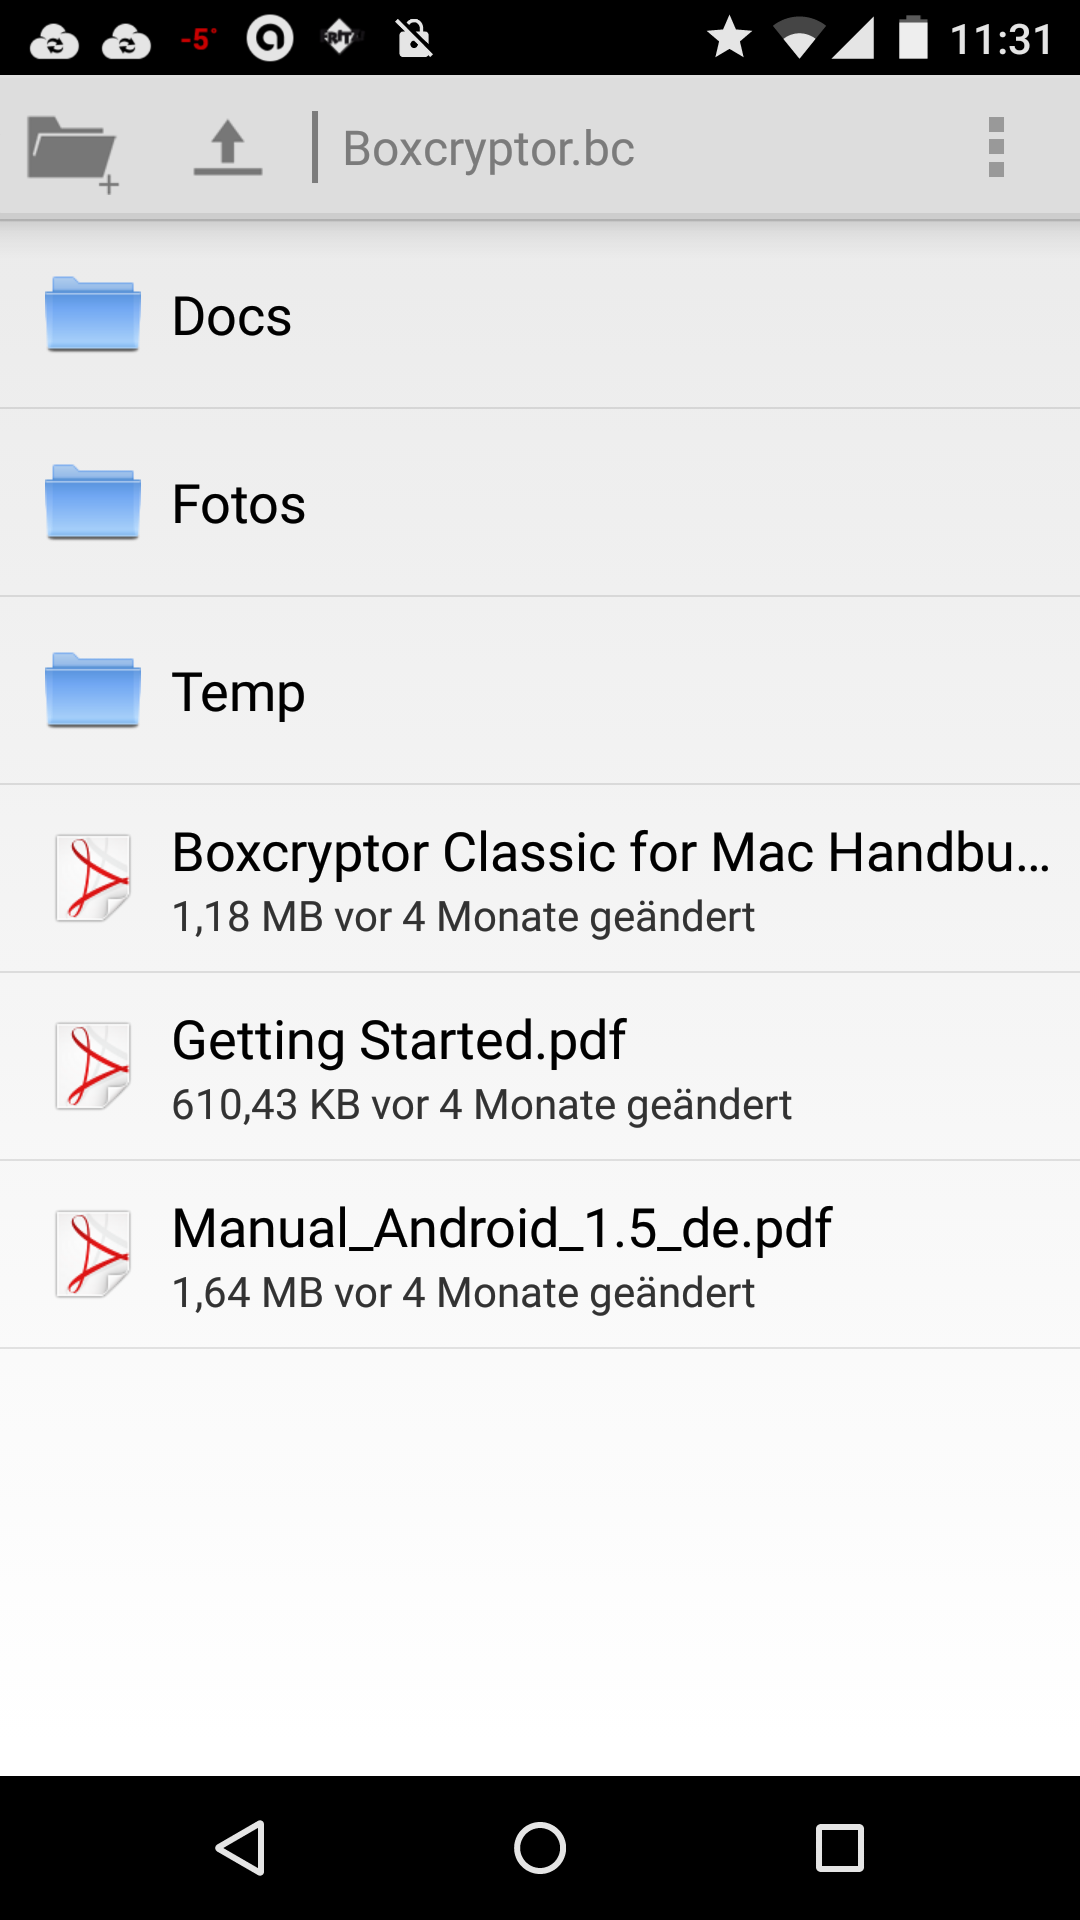 -5°
11:31
Boxcryptor.bc
Docs
Fotos
Temp
Boxcryptor Classic for Mac Handbu...
1,18 MB vor 4 Monate geändert
Getting Started.pdf
610,43 KB vor 4 Monate geändert
Manual_Android_1.5_de.pdf
1,64 MB vor 4 Monate geändert